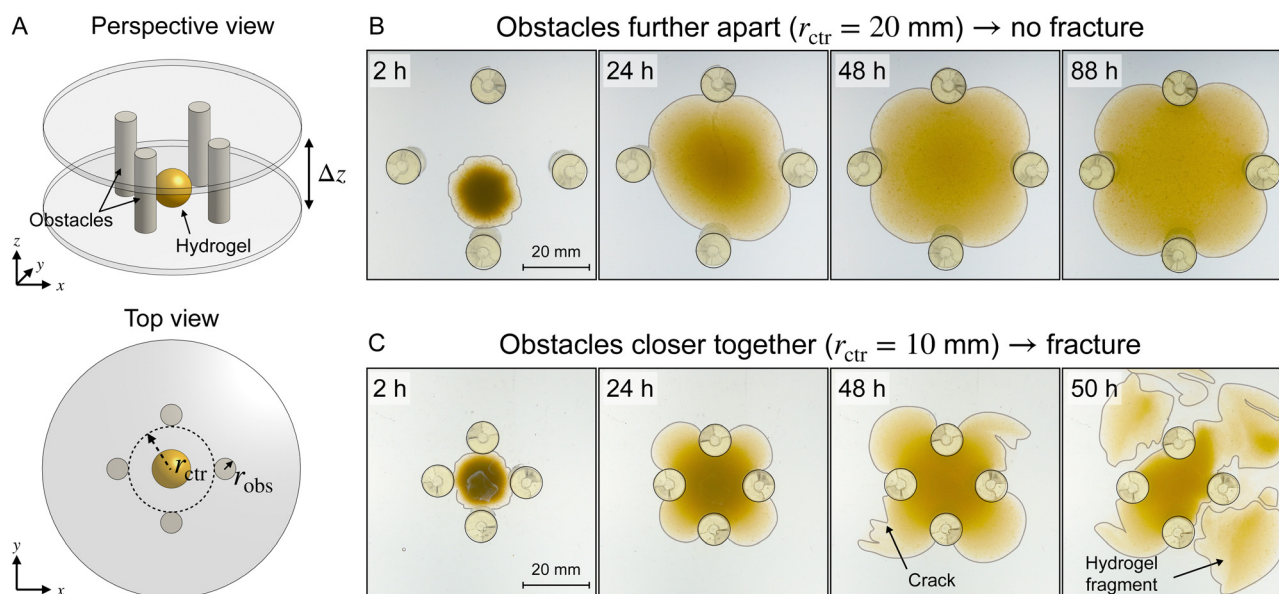 A
Perspective view
Obstacles
Hydrogel
Δz
z
y
x
Top view
r_ctr
r_obs
y
x
B
Obstacles further apart (r_ctr = 20 mm) → no fracture
2 h
24 h
48 h
88 h
20 mm
C
Obstacles closer together (r_ctr = 10 mm) → fracture
2 h
24 h
48 h
50 h
20 mm
Crack
Hydrogel
fragment